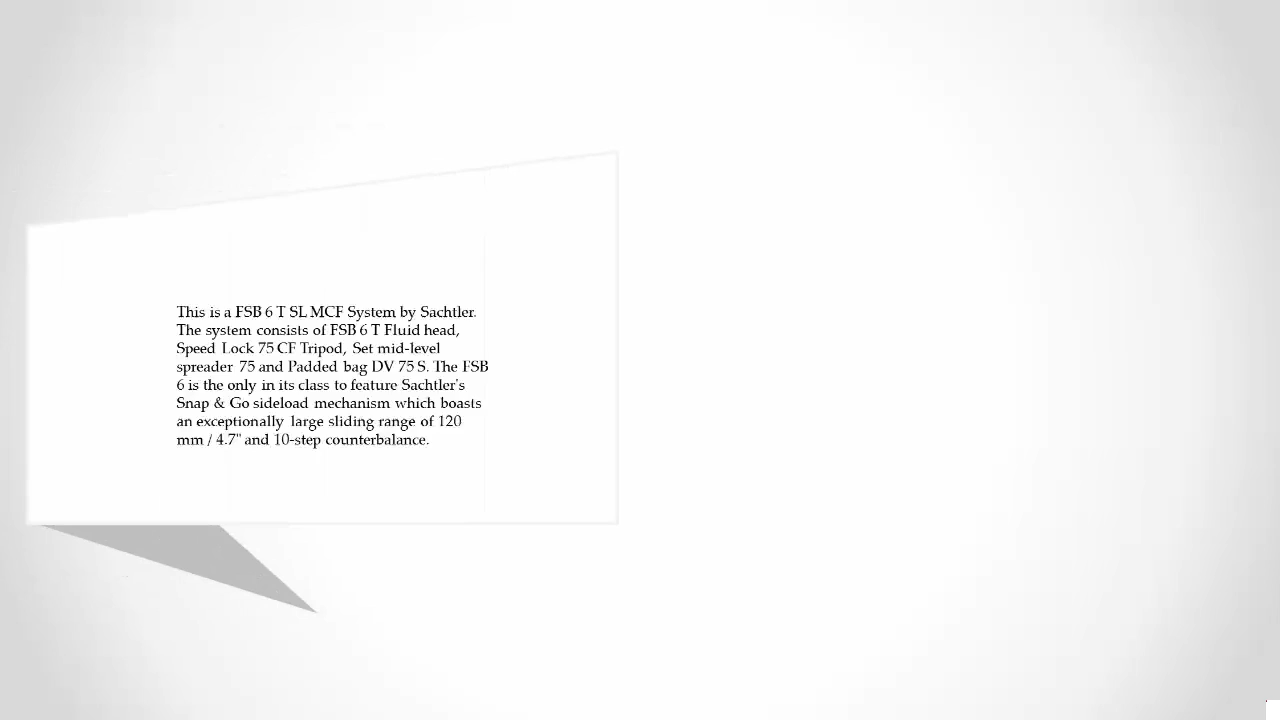 This is a FSB 6 T SL MCF System by Sachtler.
The system consists of FSB 6 T Fluid head,
Speed Lock 75 CF Tripod, Set mid-level
spreader 75 and Padded bag DV 75 S. The FSB
6 is the only in its class to feature Sachtler's
Snap & Go sideload mechanism which boasts
an exceptionally large sliding range of 120
mm / 4.7" and 10-step counterbalance.